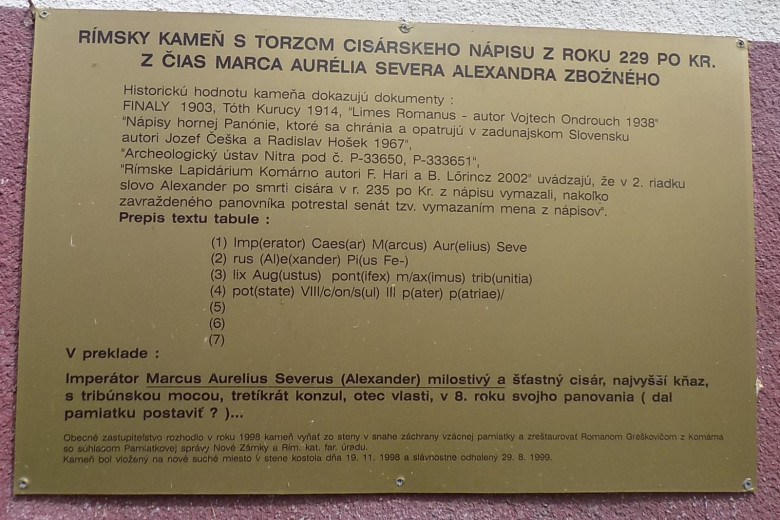 RÍMSKY KAMEŇ S TORZOM CISÁRSKEHO NÁPISU Z ROKU 229 PO KR.
Z ČIAS MARCA AURÉLIA SEVERA ALEXANDRA ZBOŽNÉHO
Historickú hodnotu kameňa dokazujú dokumenty :
FINALY 1903, Tóth Kurucy 1914, "Limes Romanus - autor Vojtech Ondrouch 1938"
"Nápisy hornej Panónie, ktoré sa chránia a opatrujú v zadunajskom Slovensku
autori Jozef Češka a Radislav Hošek 1967",
"Archeologický ústav Nitra pod č. P-33650, P-333651",
"Rímske Lapidárium Komárno autori F. Hari a B. Lőrincz 2002" uvádzajú, že v 2. riadku
slovo Alexander po smrti cisára v r. 235 po Kr. z nápisu vymazali, nakoľko
zavraždeného panovníka potrestal senát tzv. vymazaním mena z nápisov".
Prepis textu tabule :
(1) Imp(erator) Caes(ar) M(arcus) Aur(elius) Seve
(2) rus (Al)e(xander) Pi(us Fe-)
(3) lix Aug(ustus) pont(ifex) m/ax(imus) trib(unitia)
(4) pot(state) VIII/c/on/s(ul) III p(ater) p(atriae)/
(5)
(6)
(7)
V preklade :
Imperátor Marcus Aurelius Severus (Alexander) milostivý a šťastný cisár, najvyšší kňaz,
s tribúnskou mocou, tretíkrát konzul, otec vlasti, v 8. roku svojho panovania ( dal
pamiatku postaviť ? )...
Obecné zastupiteľstvo rozhodlo v roku 1998 kameň vyňať zo steny v snahe záchrany vzácnej pamiatky a zreštaurovať Romanom Greškovičom z Komárna
so súhlasom Pamiatkovej správy Nové Zámky a Rím. kat. far. úradu.
Kameň bol vložený na nové suché miesto v stene kostola dňa 19. 11. 1998 a slávnostne odhalený 29. 8. 1999.